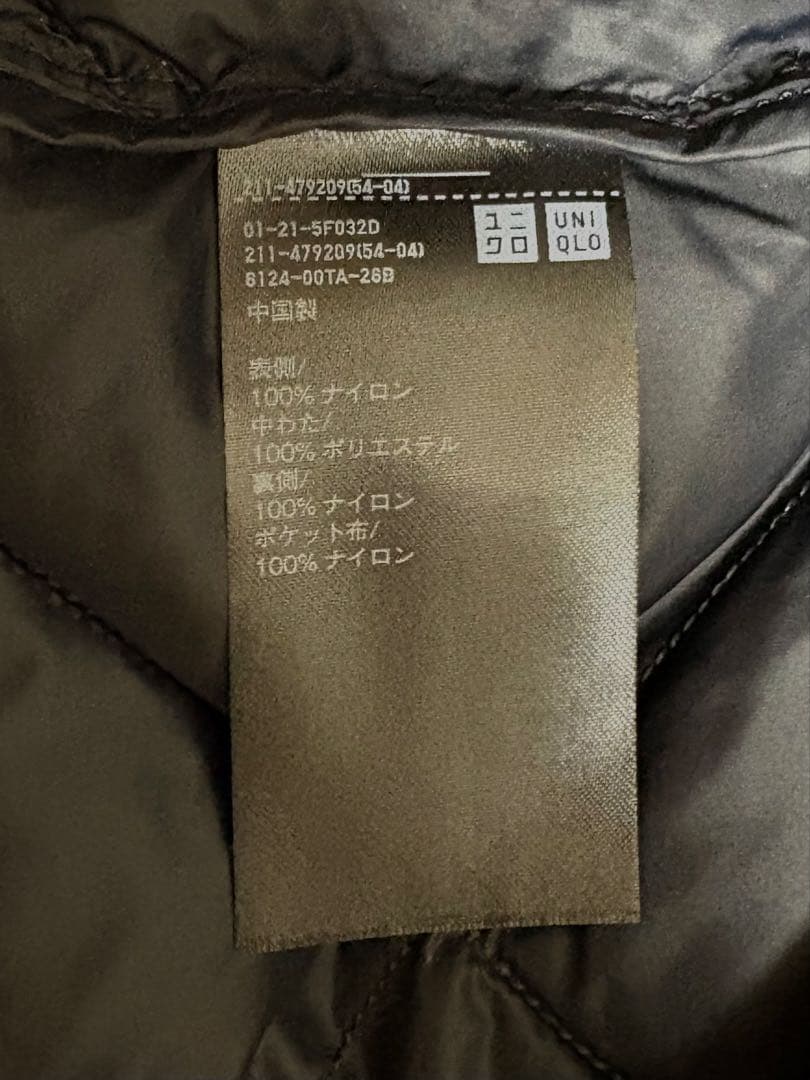 211-479209(54-04)
01-21-5F032D
211-479209(54-04)
6124-00TA-26B
ユニ
クロ
UNI
QLO
中国製
表側/
100% ナイロン
中わた/
100% ポリエステル
裏側/
100% ナイロン
ポケット布/
100% ナイロン